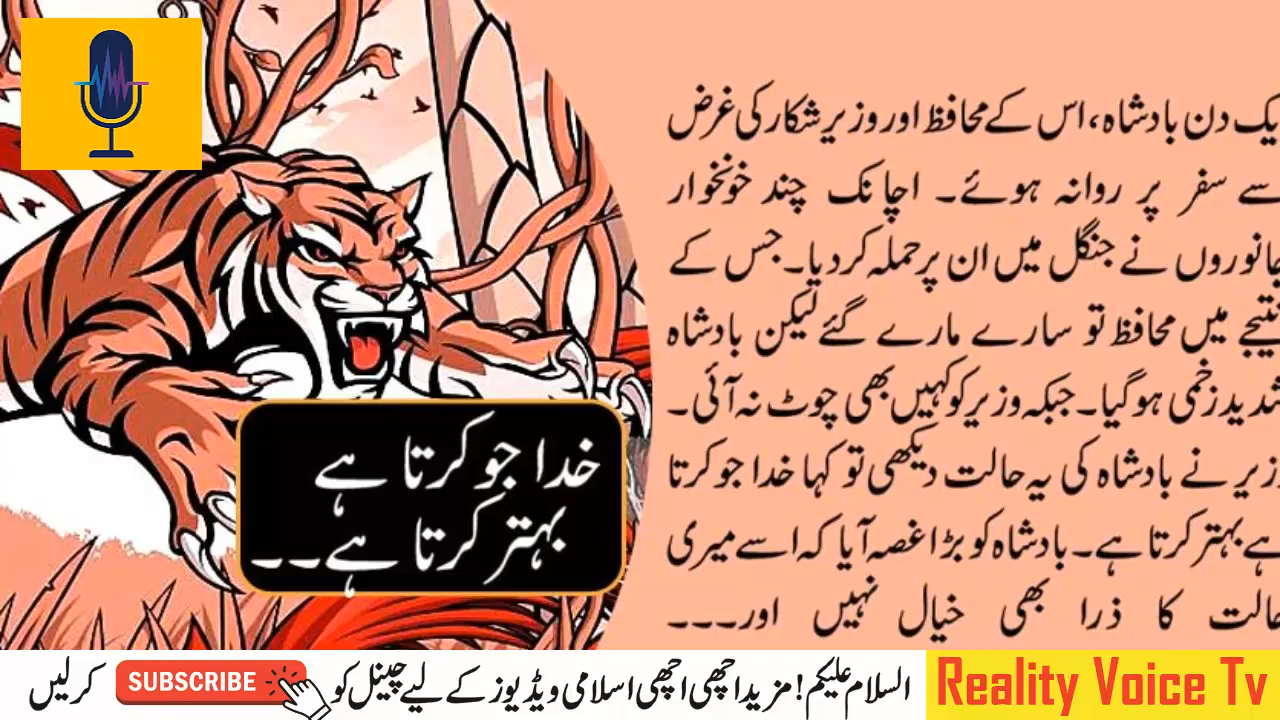 یک دن بادشاہ، اس کے محافظ اور وزیر شکار کی غرض
سے سفر پر روانہ ہوئے۔ اچانک چند خونخوار
جانوروں نے جنگل میں ان پر حملہ کر دیا۔ جس کے
نتیجے میں محافظ تو سارے مارے گئے لیکن بادشاہ
شدید زخمی ہو گیا۔ جبکہ وزیر کو کہیں بھی چوٹ نہ آئی۔
وزیر نے بادشاہ کی یہ حالت دیکھی تو کہا خدا جو کرتا
ہے بہتر کرتا ہے۔ بادشاہ کو بڑا غصہ آیا کہ اسے میری
حالت کا ذرا بھی خیال نہیں اور۔۔۔
خدا جو کرتا ہے
بہتر کرتا ہے۔۔
السلام علیکم! مزید اچھی اچھی اسلامی ویڈیوز کے لیے چینل کو SUBSCRIBE کرلیں
Reality Voice Tv